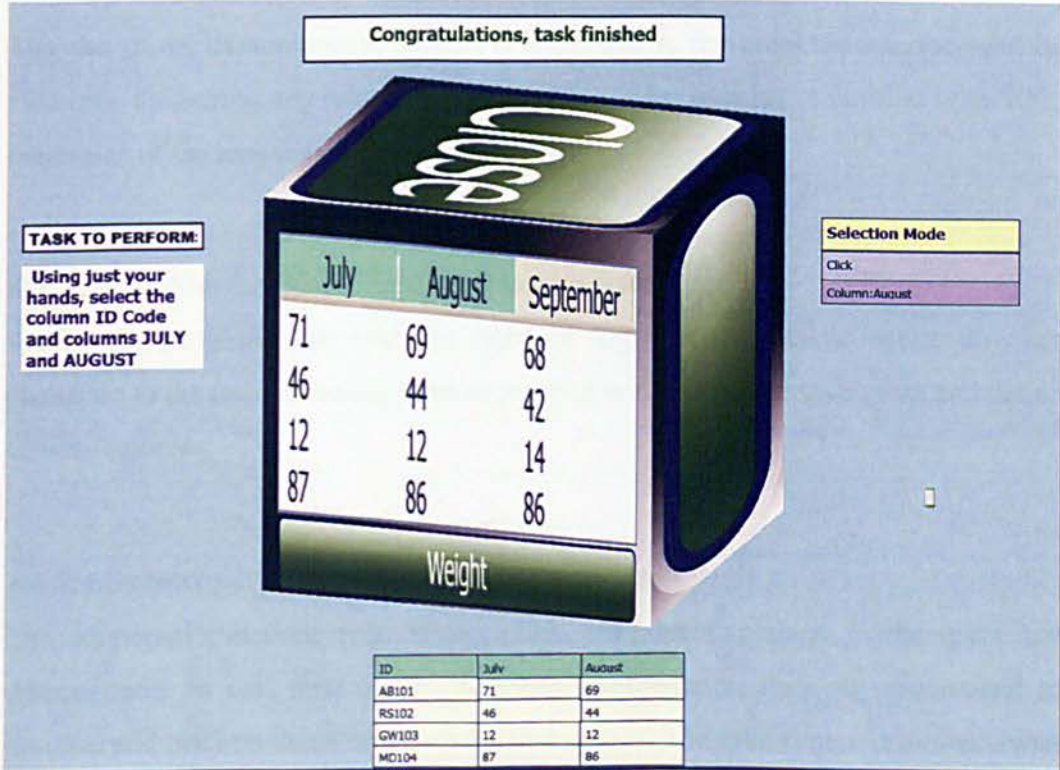 Congratulations, task finished
Close
TASK TO PERFORM:
Using just your
hands, select the
column ID Code
and columns JULY
and AUGUST
Selection Mode
Click
Column:August
July August September
71 69 68
46 44 42
12 12 14
87 86 86
Weight
ID July August
AB101 71 69
RS102 46 44
GW103 12 12
MD104 87 86